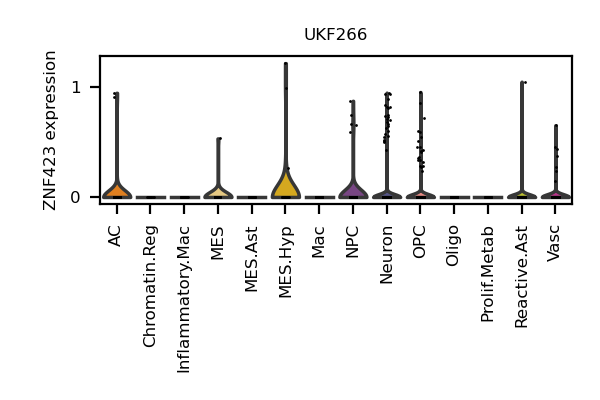 UKF266
ZNF423 expression
1
0
AC
Chromatin.Reg
Inflammatory.Mac
MES
MES.Ast
MES.Hyp
Mac
NPC
Neuron
OPC
Oligo
Prolif.Metab
Reactive.Ast
Vasc